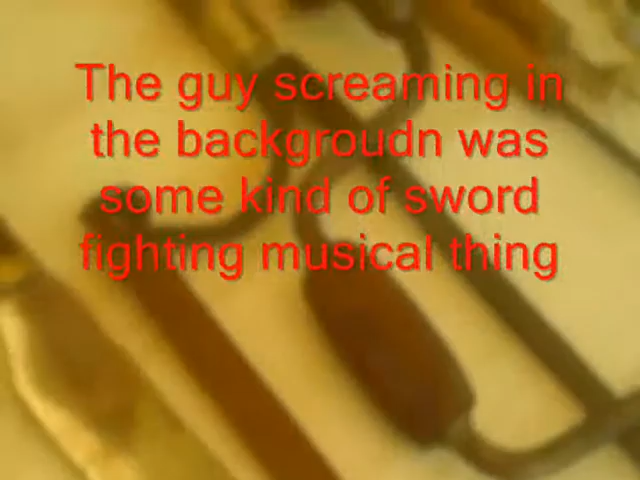 The guy screaming in
the backgroudn was
some kind of sword
fighting musical thing